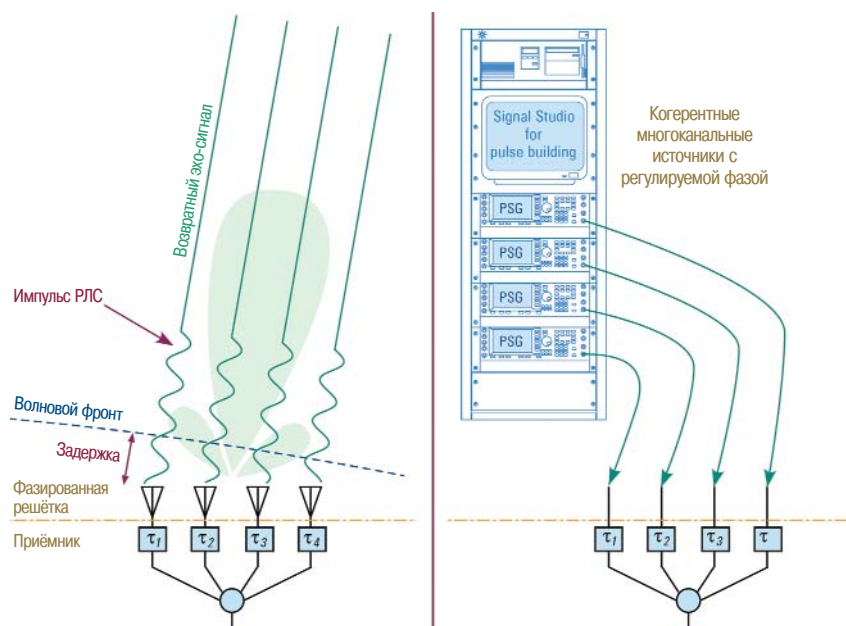 Возвратный эхо-сигнал
Импульс РЛС
Волновой фронт
Задержка
Фазированная
решётка
Приёмник
τ1
τ2
τ3
τ4
Signal Studio
for
pulse building
PSG
PSG
PSG
PSG
Когерентные
многоканальные
источники с
регулируемой фазой
τ1
τ2
τ3
τ